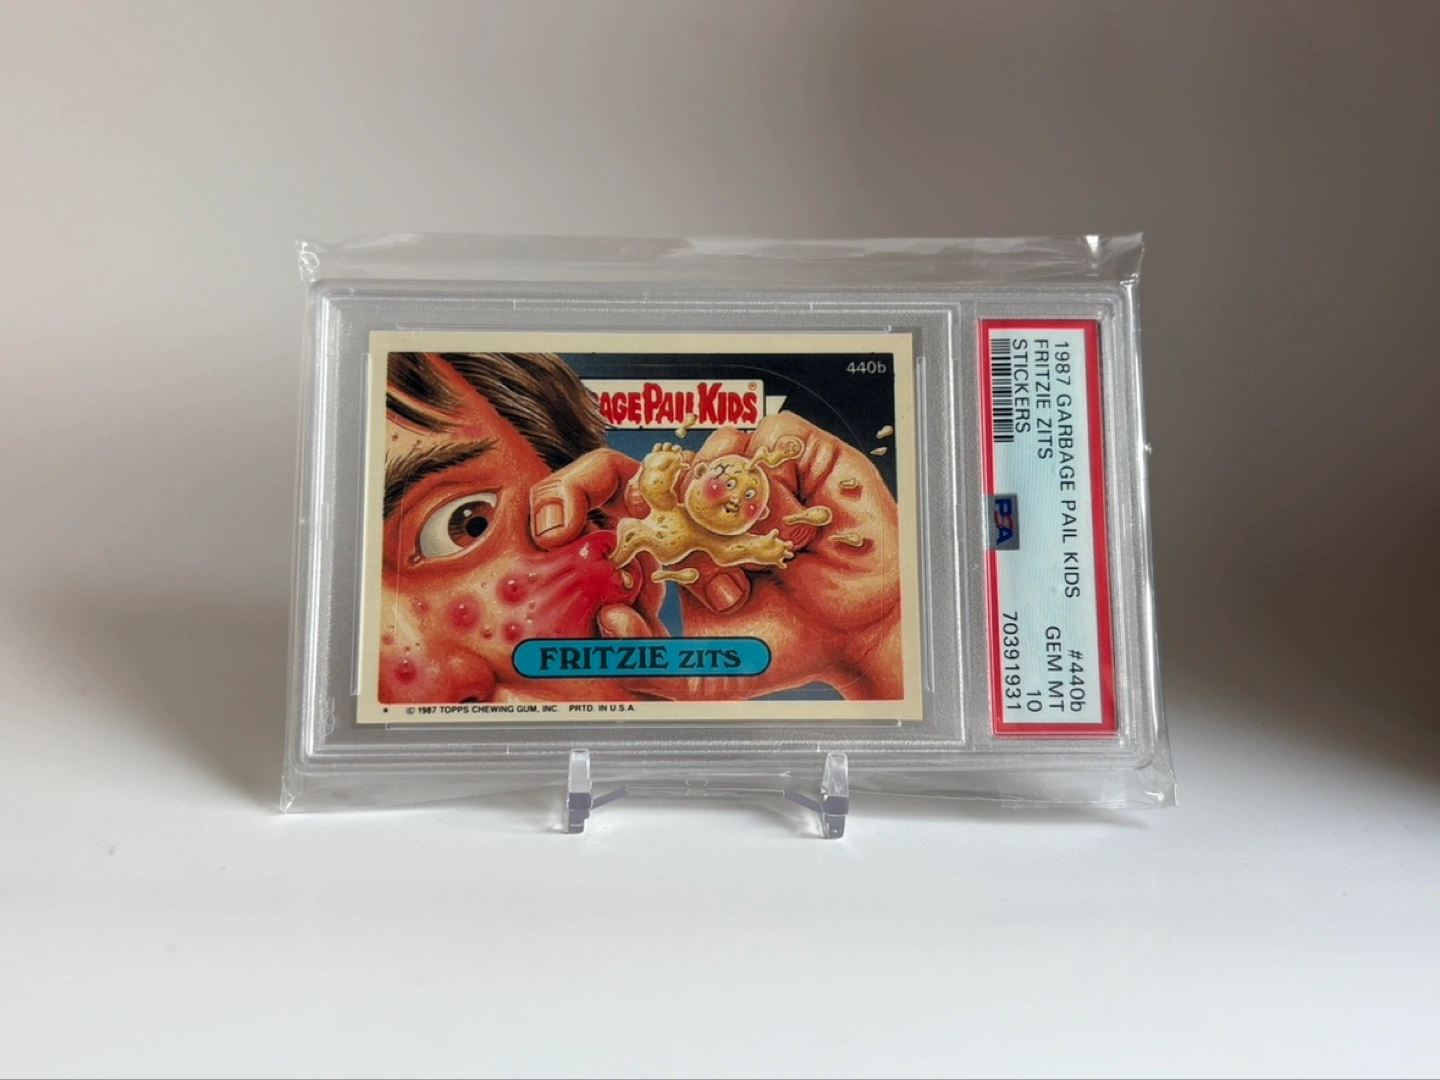 440b
AGE PAIL KIDS®
FRITZIE ZITS
* © 1987 TOPPS CHEWING GUM, INC. PRTD. IN U.S.A.
1987 GARBAGE PAIL KIDS #440b
FRITZIE ZITS GEM MT
STICKERS 10
PSA 70391931